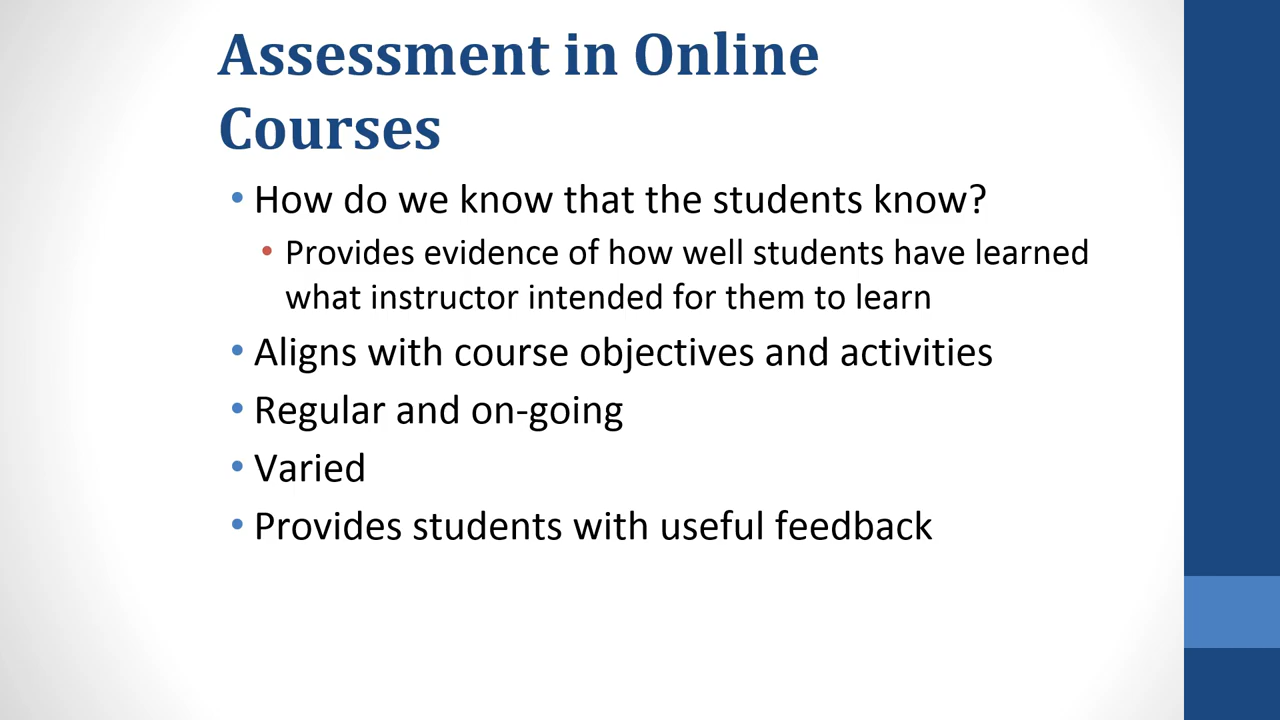 Assessment in Online
Courses
• How do we know that the students know?
• Provides evidence of how well students have learned
what instructor intended for them to learn
• Aligns with course objectives and activities
• Regular and on-going
• Varied
• Provides students with useful feedback